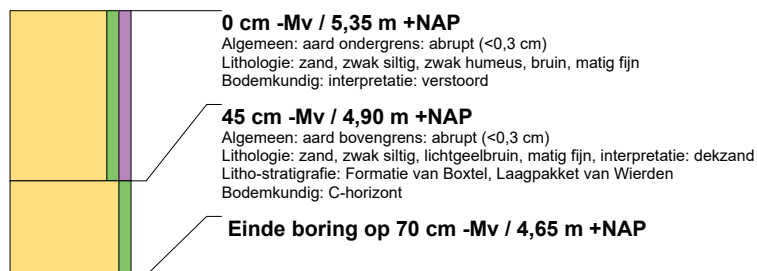 0 cm -Mv / 5,35 m +NAP
Algemeen: aard ondergrens: abrupt (<0,3 cm)
Lithologie: zand, zwak siltig, zwak humeus, bruin, matig fijn
Bodemkundig: interpretatie: verstoord
45 cm -Mv / 4,90 m +NAP
Algemeen: aard bovengrens: abrupt (<0,3 cm)
Lithologie: zand, zwak siltig, lichtgeelbruin, matig fijn, interpretatie: dekzand
Litho-stratigrafie: Formatie van Boxtel, Laagpakket van Wierden
Bodemkundig: C-horizont
Einde boring op 70 cm -Mv / 4,65 m +NAP